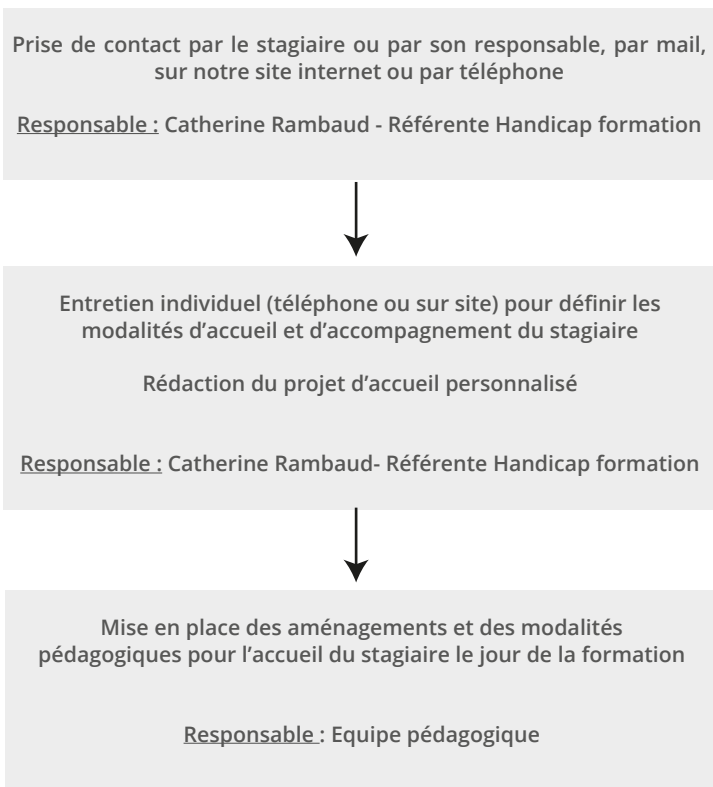 Prise de contact par le stagiaire ou par son responsable, par mail,
sur notre site internet ou par téléphone
Responsable : Catherine Rambaud - Référente Handicap formation
Entretien individuel (téléphone ou sur site) pour définir les
modalités d’accueil et d’accompagnement du stagiaire
Rédaction du projet d’accueil personnalisé
Responsable : Catherine Rambaud- Référente Handicap formation
Mise en place des aménagements et des modalités
pédagogiques pour l’accueil du stagiaire le jour de la formation
Responsable : Equipe pédagogique